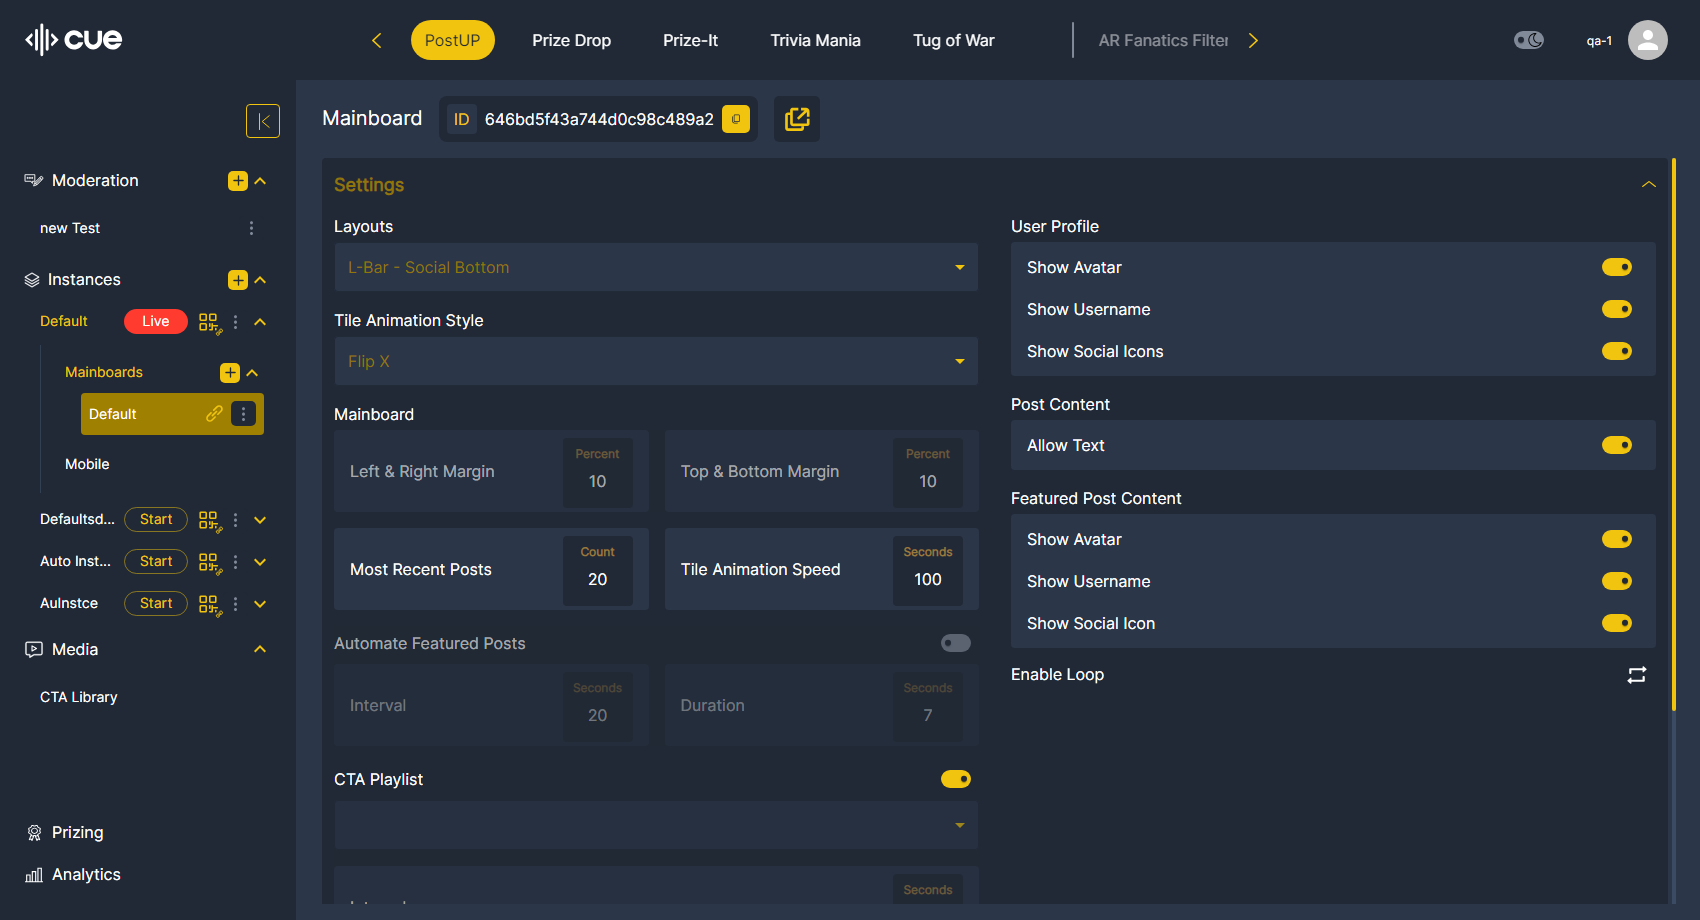 cue
PostUP
Prize Drop
Prize-It
Trivia Mania
Tug of War
AR Fanatics Filter
qa-1
Moderation
new Test
Instances
Default Live
Mainboards
Default
Mobile
Defaultsd... Start
Auto Inst... Start
AuInstce Start
Media
CTA Library
Prizing
Analytics
Mainboard ID 646bd5f43a744d0c98c489a2
Settings
Layouts
L-Bar - Social Bottom
Tile Animation Style
Flip X
Mainboard
Left & Right Margin
Percent
10
Top & Bottom Margin
Percent
10
Most Recent Posts
Count
20
Tile Animation Speed
Seconds
100
Automate Featured Posts
Interval
Seconds
20
Duration
Seconds
7
CTA Playlist
Seconds
User Profile
Show Avatar
Show Username
Show Social Icons
Post Content
Allow Text
Featured Post Content
Show Avatar
Show Username
Show Social Icon
Enable Loop